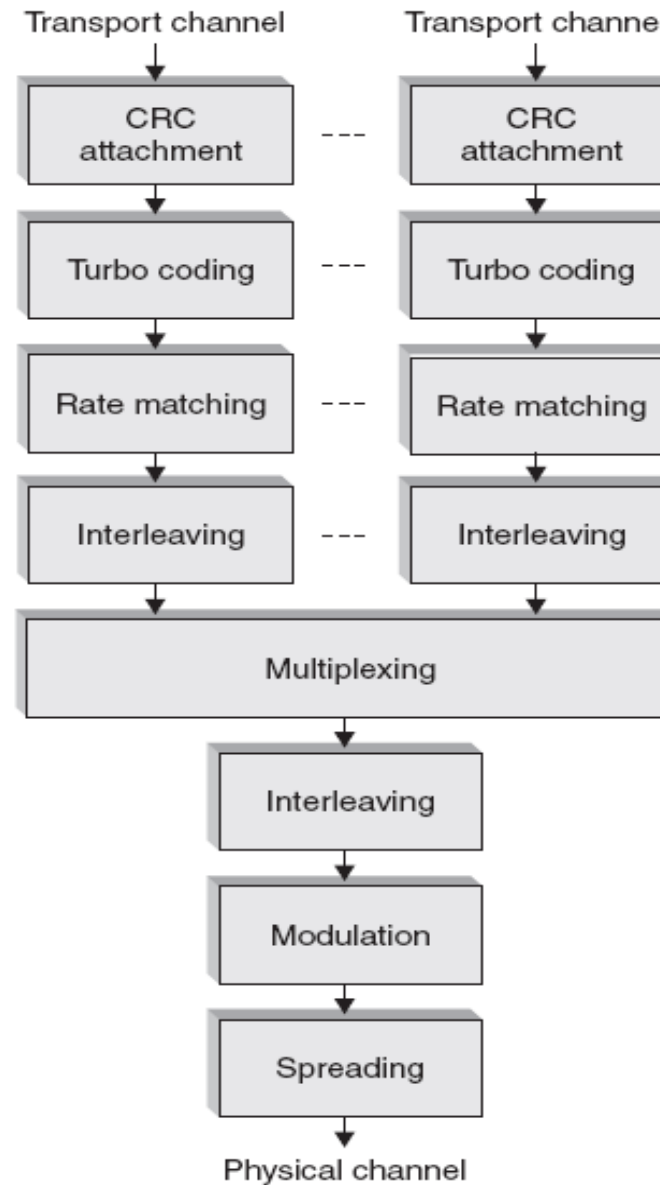 Transport channel
Transport channe
CRC
attachment
---
CRC
attachment
Turbo coding
---
Turbo coding
Rate matching
---
Rate matching
Interleaving
---
Interleaving
Multiplexing
Interleaving
Modulation
Spreading
Physical channel